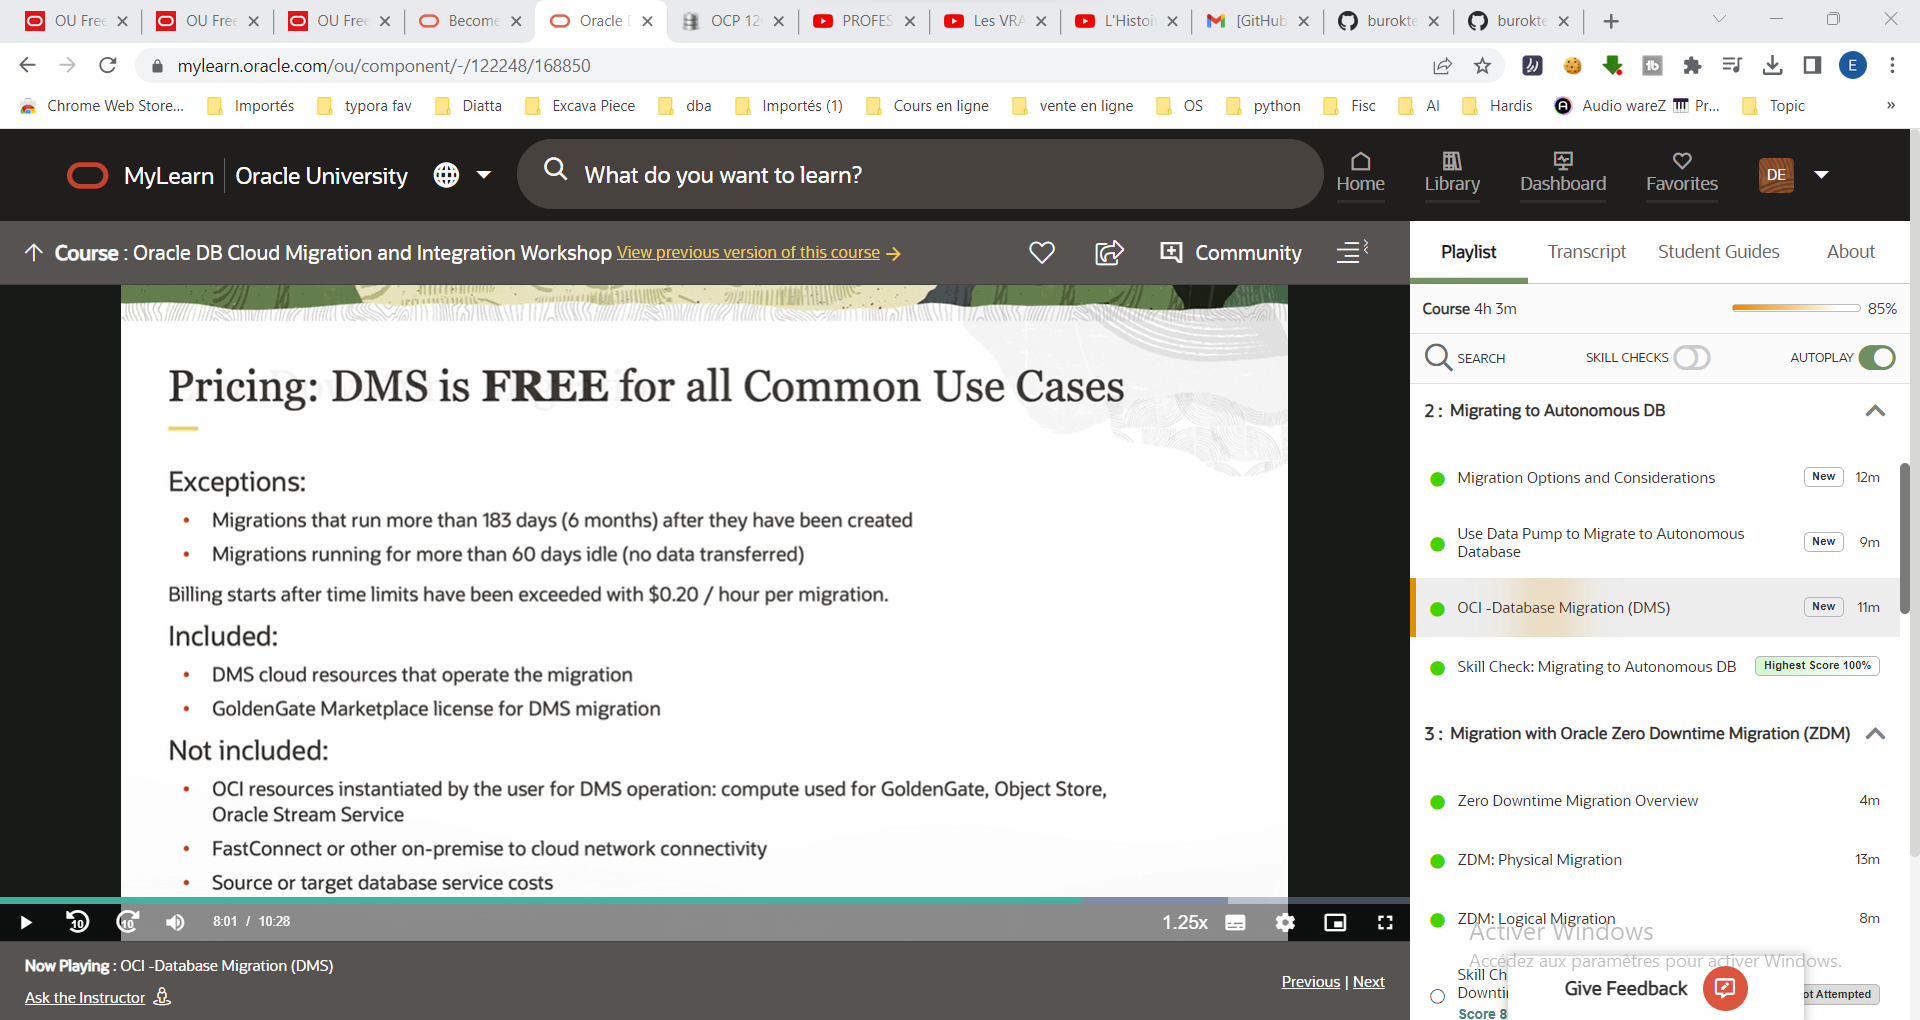 OU Free
OU Free
OU Free
Become
Oracle
OCP 12
PROFES
Les VRA
L'Histoi
[GitHub
burokte
burokte
mylearn.oracle.com/ou/component/-/122248/168850
E
Chrome Web Store...
Importés
typora fav
Diatta
Excava Piece
dba
Importés (1)
Cours en ligne
vente en ligne
OS
python
Fisc
AI
Hardis
Audio wareZ
Pr...
Topic
»
MyLearn
Oracle University
What do you want to learn?
Home
Library
Dashboard
Favorites
DE
Course : Oracle DB Cloud Migration and Integration Workshop View previous version of this course →
Community
Pricing: DMS is FREE for all Common Use Cases
Exceptions:
• Migrations that run more than 183 days (6 months) after they have been created
• Migrations running for more than 60 days idle (no data transferred)
Billing starts after time limits have been exceeded with $0.20 / hour per migration.
Included:
• DMS cloud resources that operate the migration
• GoldenGate Marketplace license for DMS migration
Not included:
• OCI resources instantiated by the user for DMS operation: compute used for GoldenGate, Object Store,
Oracle Stream Service
• FastConnect or other on-premise to cloud network connectivity
• Source or target database service costs
10
10
8:01 / 10:28
1.25x
Now Playing : OCI -Database Migration (DMS)
Ask the Instructor
Previous | Next
Playlist
Transcript
Student Guides
About
Course 4h 3m
85%
SEARCH
SKILL CHECKS
AUTOPLAY
2 : Migrating to Autonomous DB
Migration Options and Considerations
New
12m
Use Data Pump to Migrate to Autonomous
Database
New
9m
OCI -Database Migration (DMS)
New
11m
Skill Check: Migrating to Autonomous DB
Highest Score 100%
3 : Migration with Oracle Zero Downtime Migration (ZDM)
Zero Downtime Migration Overview
4m
ZDM: Physical Migration
13m
ZDM: Logical Migration
8m
Activer Windows
Accédez aux paramètres pour activer Windows.
Skill Ch
Downti
Score 8
ot Attempted
Give Feedback